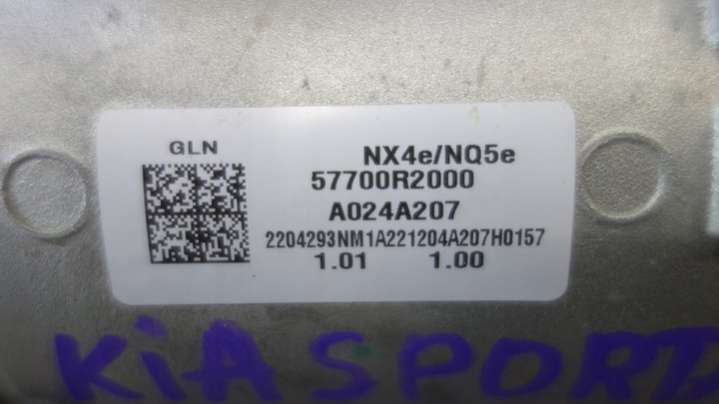 GLN
NX4e/NQ5e
57700R2000
A024A207
2204293NM1A221204A207H0157
1.01 1.00
KiA SPORT